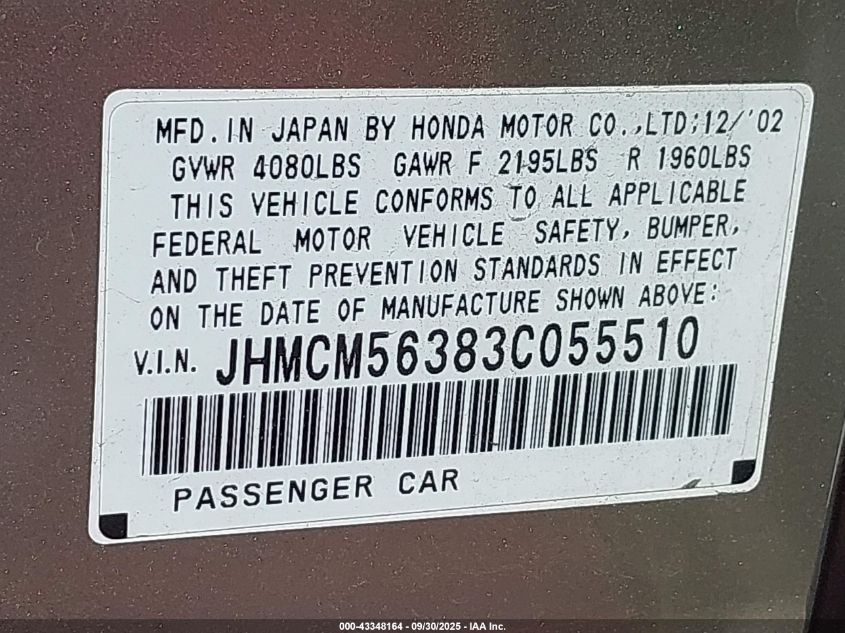 MFD.IN JAPAN BY HONDA MOTOR CO.,LTD;12/'02
GVWR 4080LBS GAWR F 2195LBS R 1960LBS
THIS VEHICLE CONFORMS TO ALL APPLICABLE
FEDERAL MOTOR VEHICLE SAFETY, BUMPER,
AND THEFT PREVENTION STANDARDS IN EFFECT
ON THE DATE OF MANUFACTURE SHOWN ABOVE:
V.I.N. JHMCM56383C055510
PASSENGER CAR
000-43348164 - 09/30/2025 - IAA Inc.